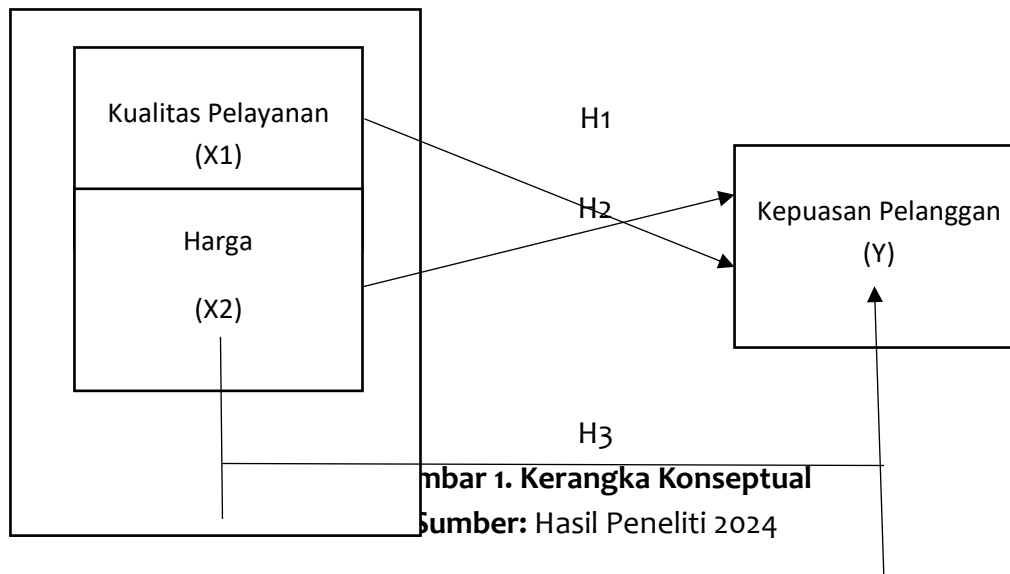 Kualitas Pelayanan
(X1)
Harga
(X2)
H1
H2
H3
Kepuasan Pelanggan
(Y)
mbar 1. Kerangka Konseptual
Sumber: Hasil Peneliti 2024